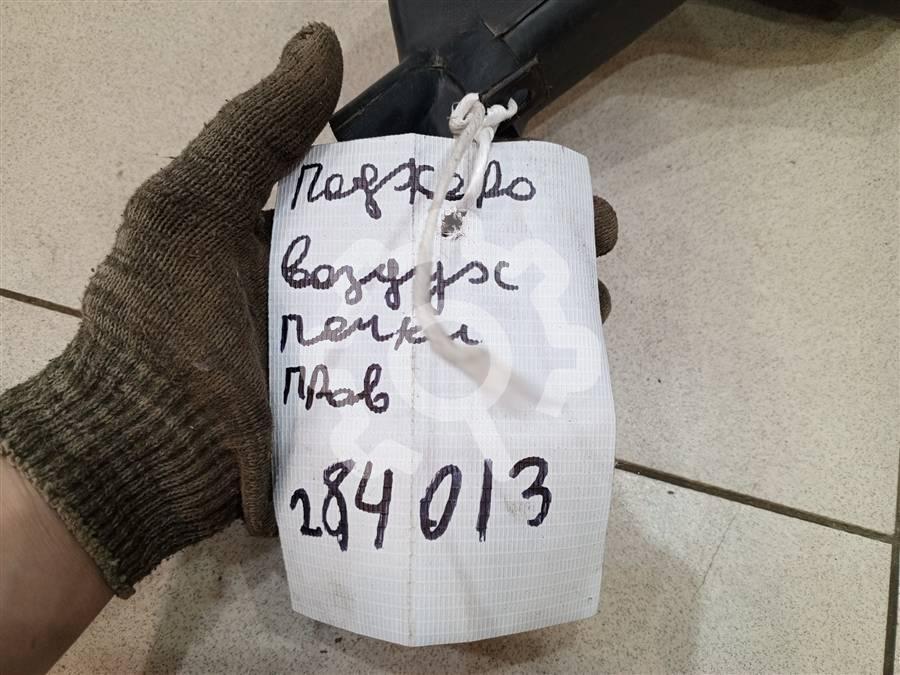 Паджеро
воздух
печки
прав
284013